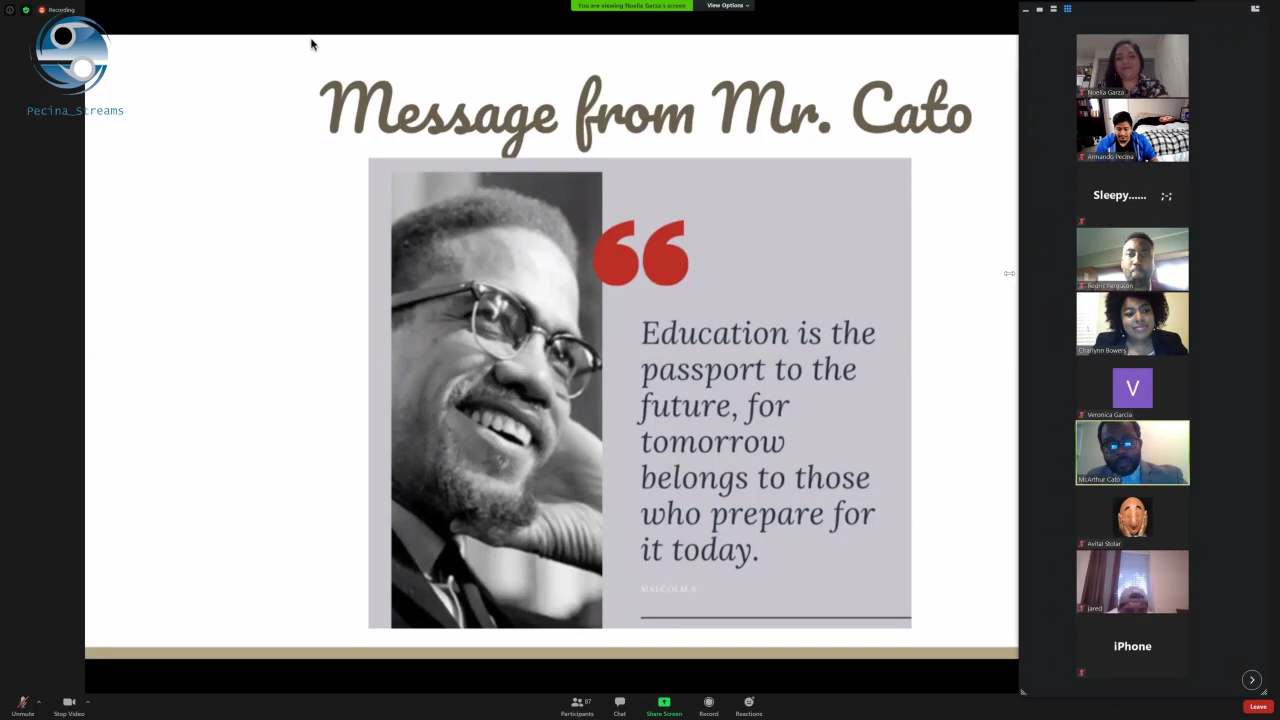 Recording
You are viewing Noelia Garza's screen
View Options
Pecina_Streams
Message from Mr. Cato
Education is the
passport to the
future, for
tomorrow
belongs to those
who prepare for
it today.
MALCOLM X
Noelia Garza
Armando Pecina
Sleepy...... ;-;
Rodric Ferguson
Charlynn Bowers
V
Veronica Garcia
McArthur Cato
Avital Stolar
jared
iPhone
Unmute
Stop Video
Participants
87
Chat
Share Screen
Record
Reactions
Leave